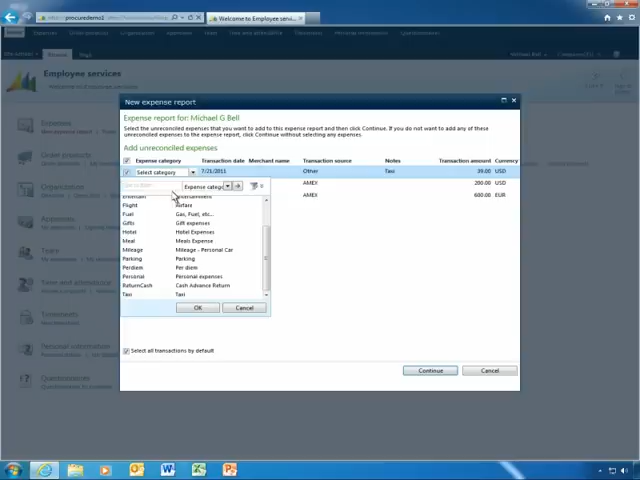 Welcome to Employee servic...
Employee services
New expense report
Expense report for: Michael G Bell
Select the unreconciled expenses that you want to add to this expense report and then click Continue. If you do not want to add any of these
unreconciled expenses to the expense report, click Continue without selecting any expenses.
Add unreconciled expenses
Expense category Transaction date Merchant name Transaction source Notes Transaction amount Currency
Select category 7/21/2011 Other Taxi 39.00 USD
AMEX 200.00 USD
AMEX 600.00 EUR
Expense categ
Flight Airfare
Fuel Gas, Fuel, etc...
Gifts Gift expenses
Hotel Hotel Expenses
Meal Meals Expense
Mileage Mileage - Personal Car
Parking Parking
Perdiem Per diem
Personal Personal expenses
ReturnCash Cash Advance Return
Taxi Taxi
OK Cancel
Select all transactions by default
Continue Cancel